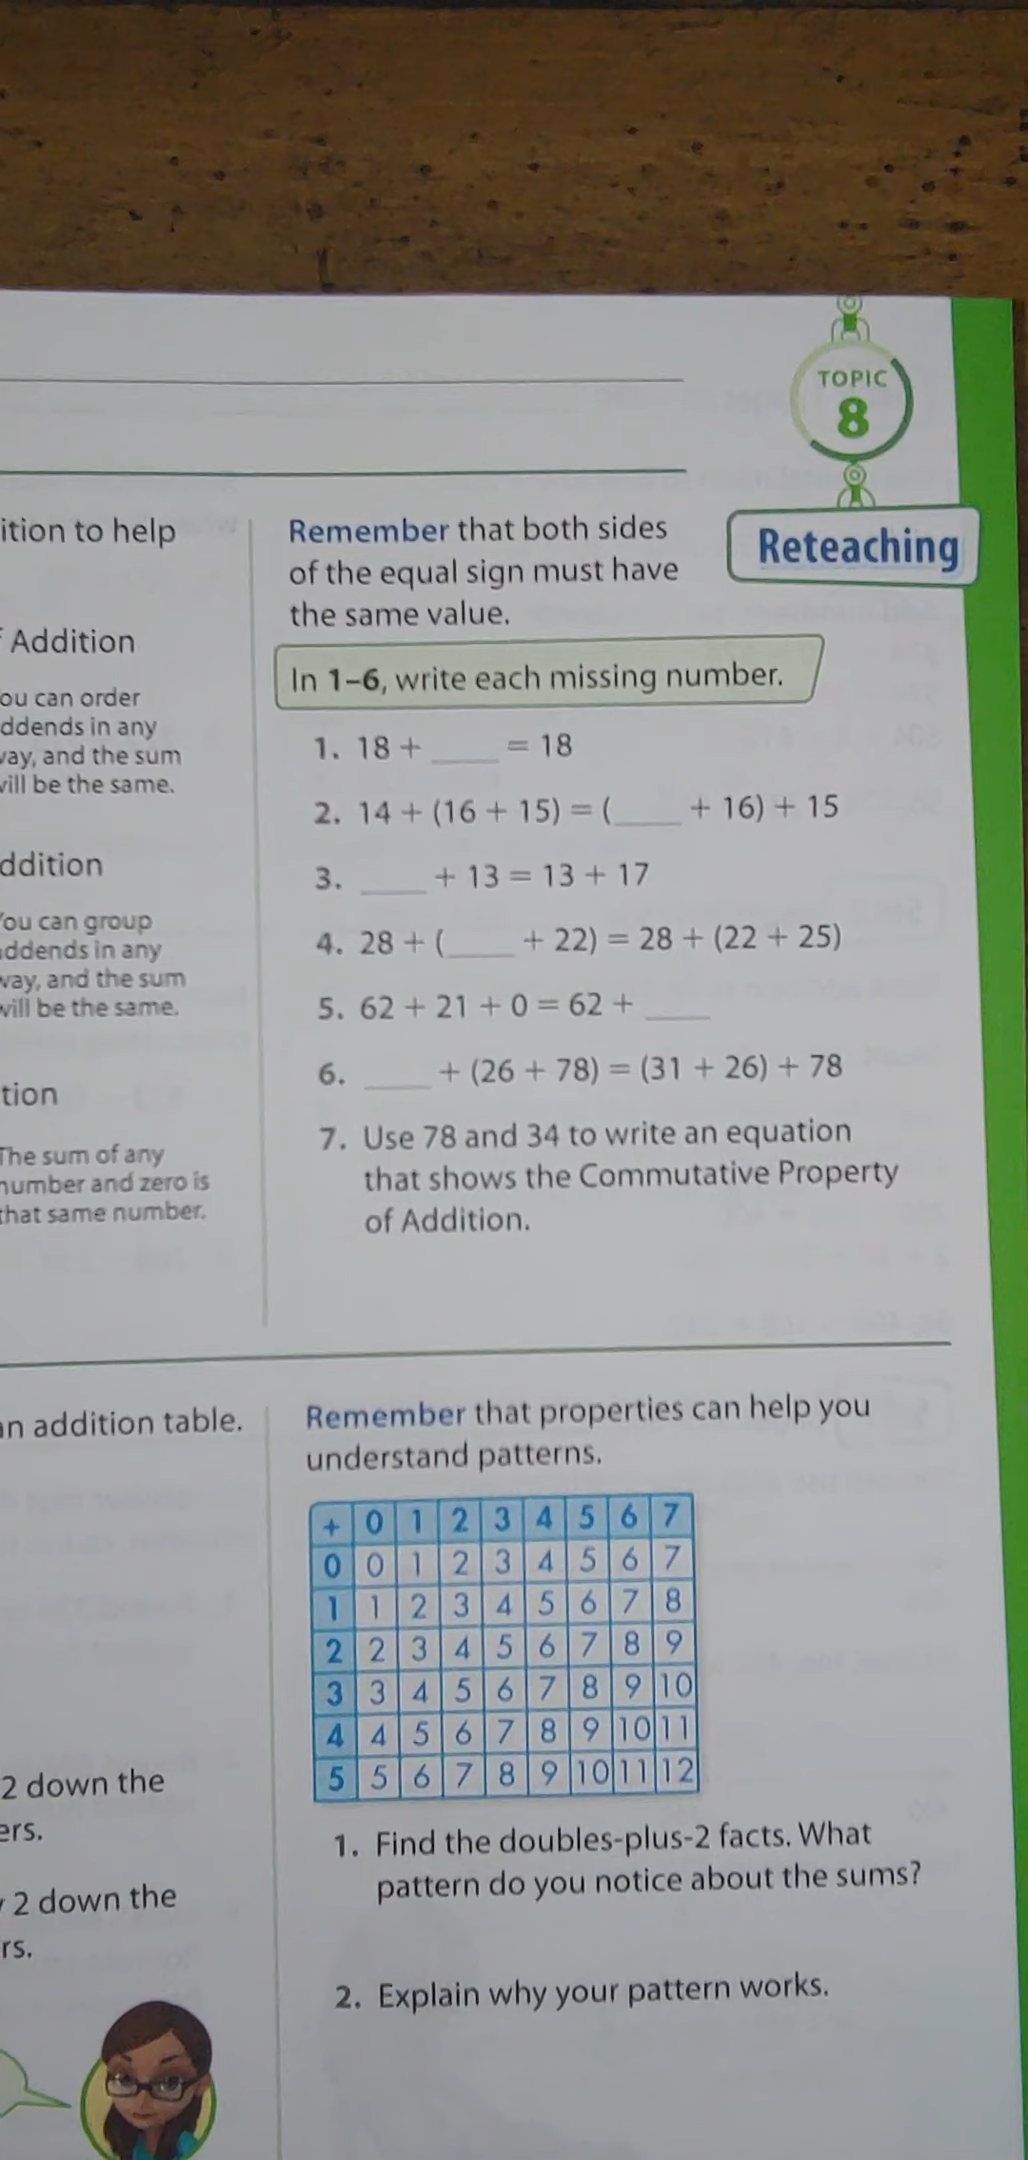 TOPIC
8
Reteaching
ition to help
Addition
ou can order
ddends in any
way, and the sum
will be the same.
ddition
You can group
addends in any
way, and the sum
will be the same.
tion
The sum of any
number and zero is
that same number.
Remember that both sides
of the equal sign must have
the same value.
In 1–6, write each missing number.
1. 18 + ____ = 18
2. 14 + (16 + 15) = (____ + 16) + 15
3. ____ + 13 = 13 + 17
4. 28 + (____ + 22) = 28 + (22 + 25)
5. 62 + 21 + 0 = 62 + ____
6. ____ + (26 + 78) = (31 + 26) + 78
7. Use 78 and 34 to write an equation
that shows the Commutative Property
of Addition.
an addition table.
2 down the
ers.
2 down the
rs.
Remember that properties can help you
understand patterns.
+ 0 1 2 3 4 5 6 7
0 0 1 2 3 4 5 6 7
1 1 2 3 4 5 6 7 8
2 2 3 4 5 6 7 8 9
3 3 4 5 6 7 8 9 10
4 4 5 6 7 8 9 10 11
5 5 6 7 8 9 10 11 12
1. Find the doubles-plus-2 facts. What
pattern do you notice about the sums?
2. Explain why your pattern works.